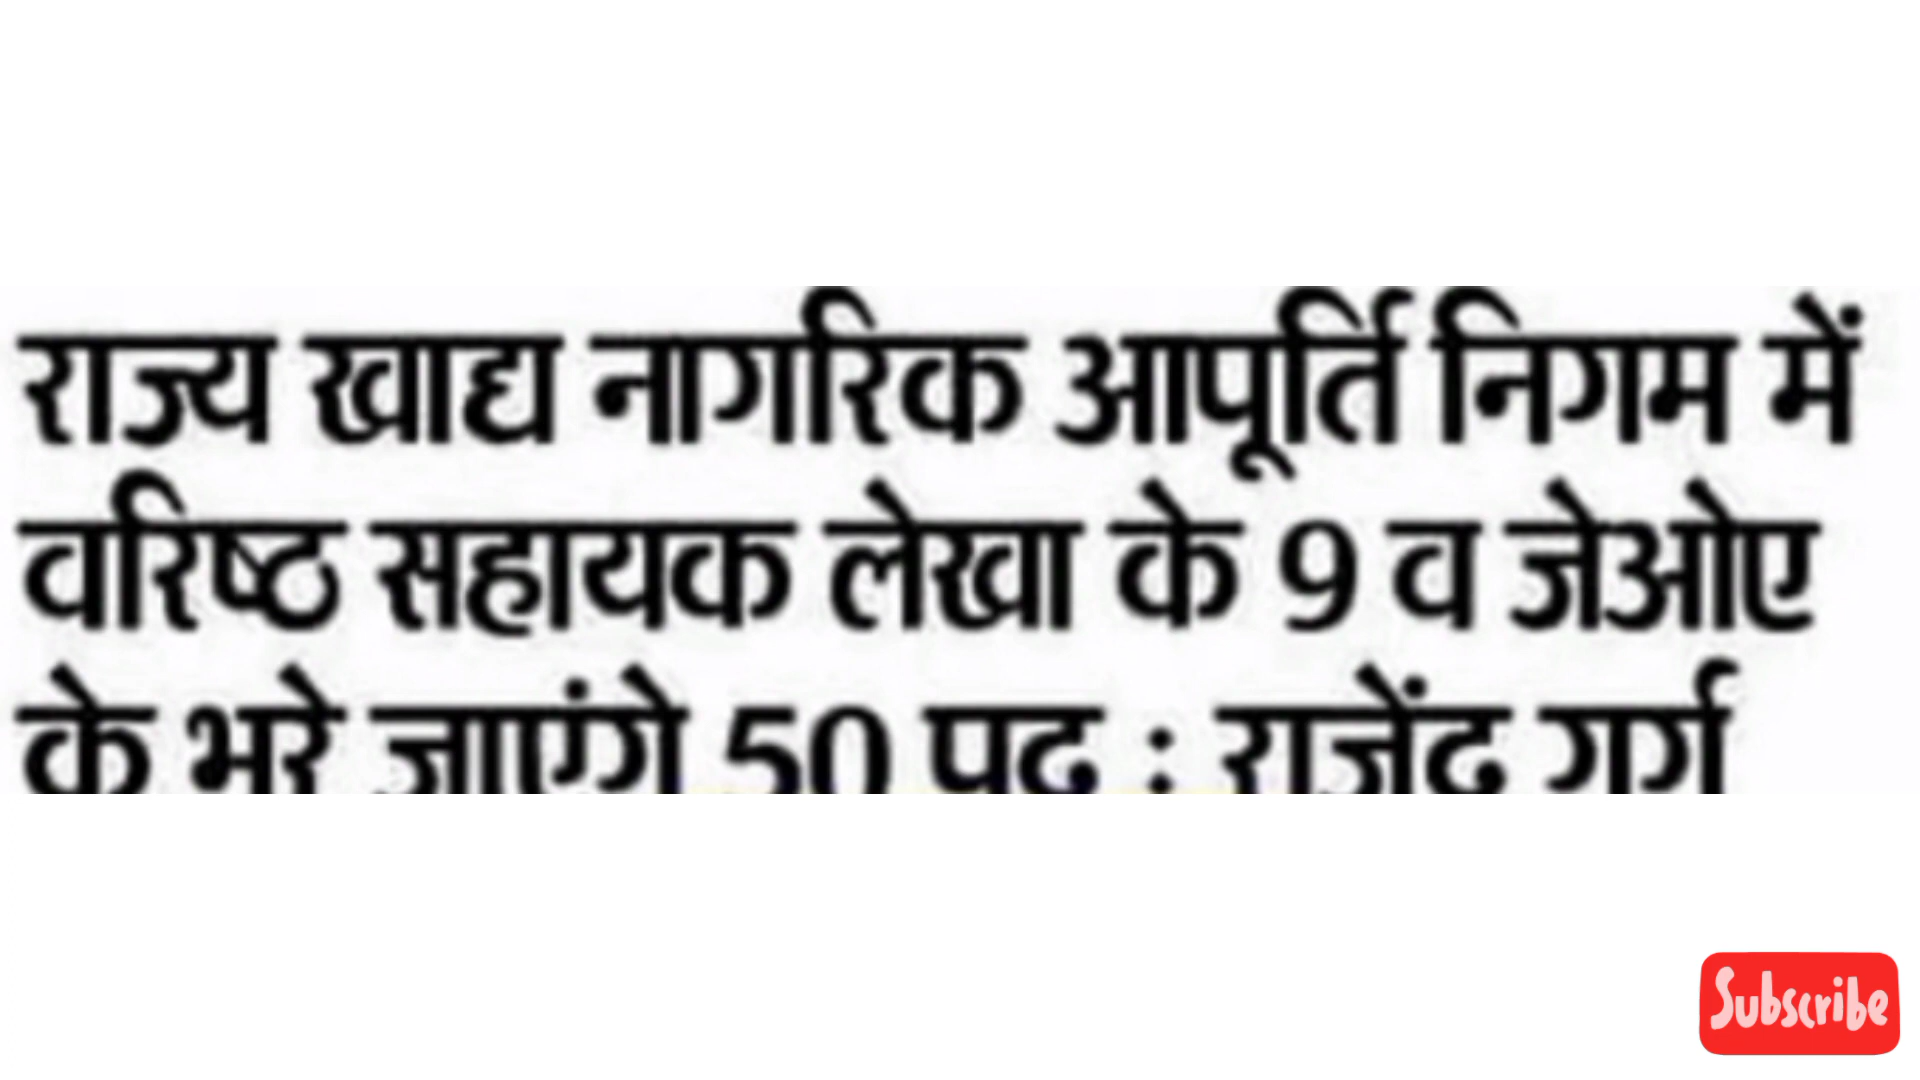 राज्य खाद्य नागरिक आपूर्ति निगम में
वरिष्ठ सहायक लेखा के 9 व जेओए
के भरे जाएंगे 50 पद : राजेंद्र गर्ग
Subscribe